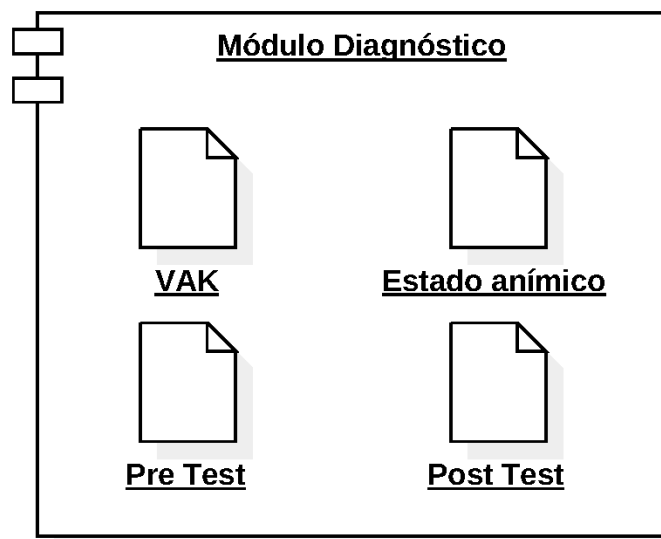 Módulo Diagnóstico
VAK
Estado anímico
Pre Test
Post Test